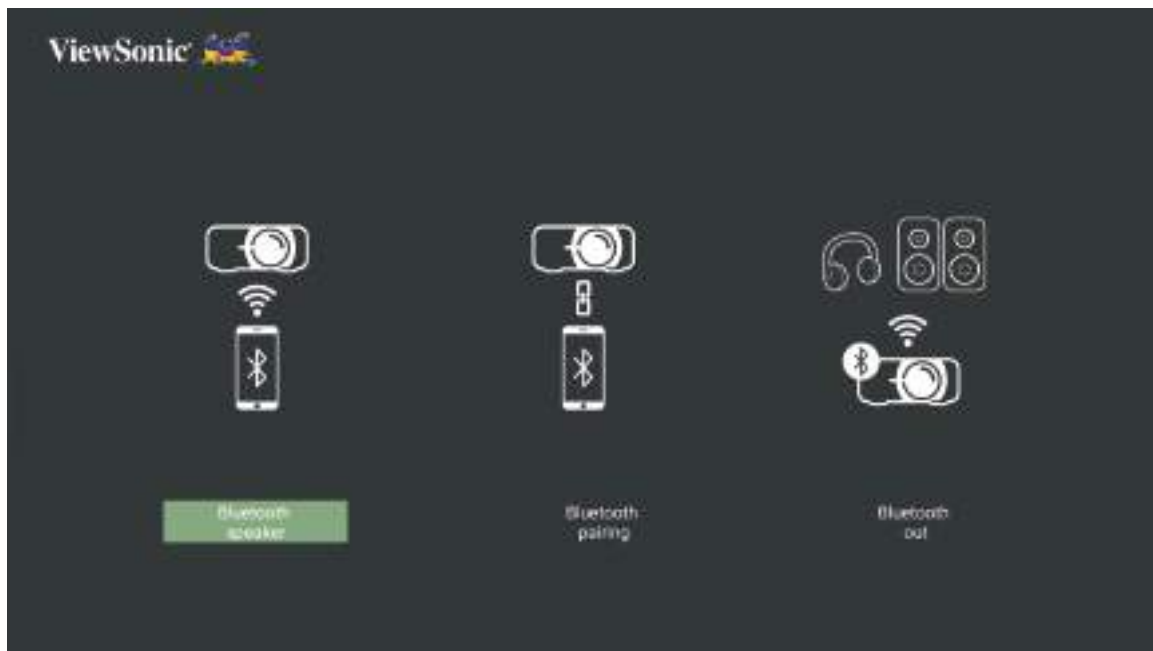 ViewSonic
Bluetooth
speaker
Bluetooth
pairing
Bluetooth
out